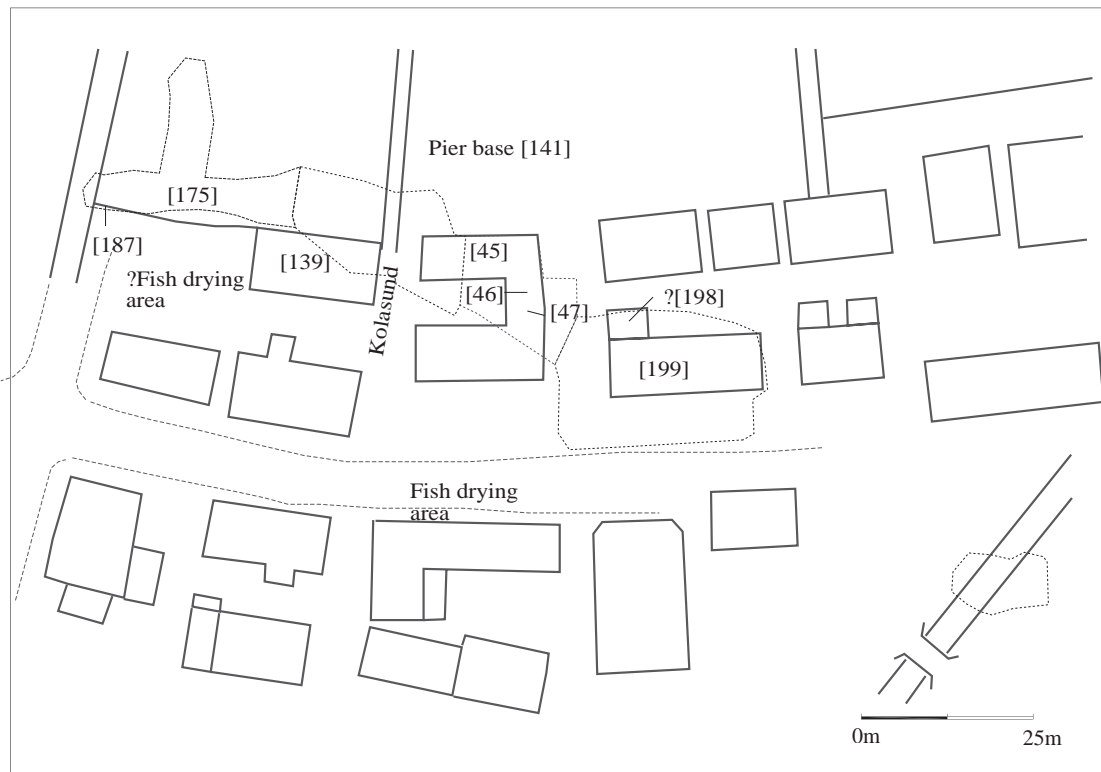 Pier base [141]
[175]
[187]
[139]
[45]
?Fish drying
area
Kolasund
[46]
[47]
?[198]
[199]
Fish drying
area
0m
25m